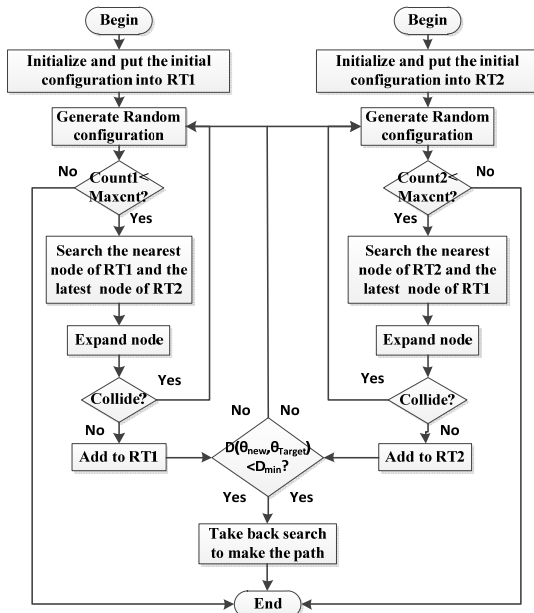 Begin
Initialize and put the initial
configuration into RT1
Generate Random
configuration
No
Count1<
Maxcnt?
Yes
Search the nearest
node of RT1 and the
latest node of RT2
Expand node
Yes
Collide?
No
Add to RT1
Begin
Initialize and put the initial
configuration into RT2
Generate Random
configuration
No
Count2<
Maxcnt?
Yes
Search the nearest
node of RT2 and the
latest node of RT1
Expand node
Yes
Collide?
No
Add to RT2
No No
D(θnew,θTarget)
<Dmin?
Yes Yes
Take back search
to make the path
End